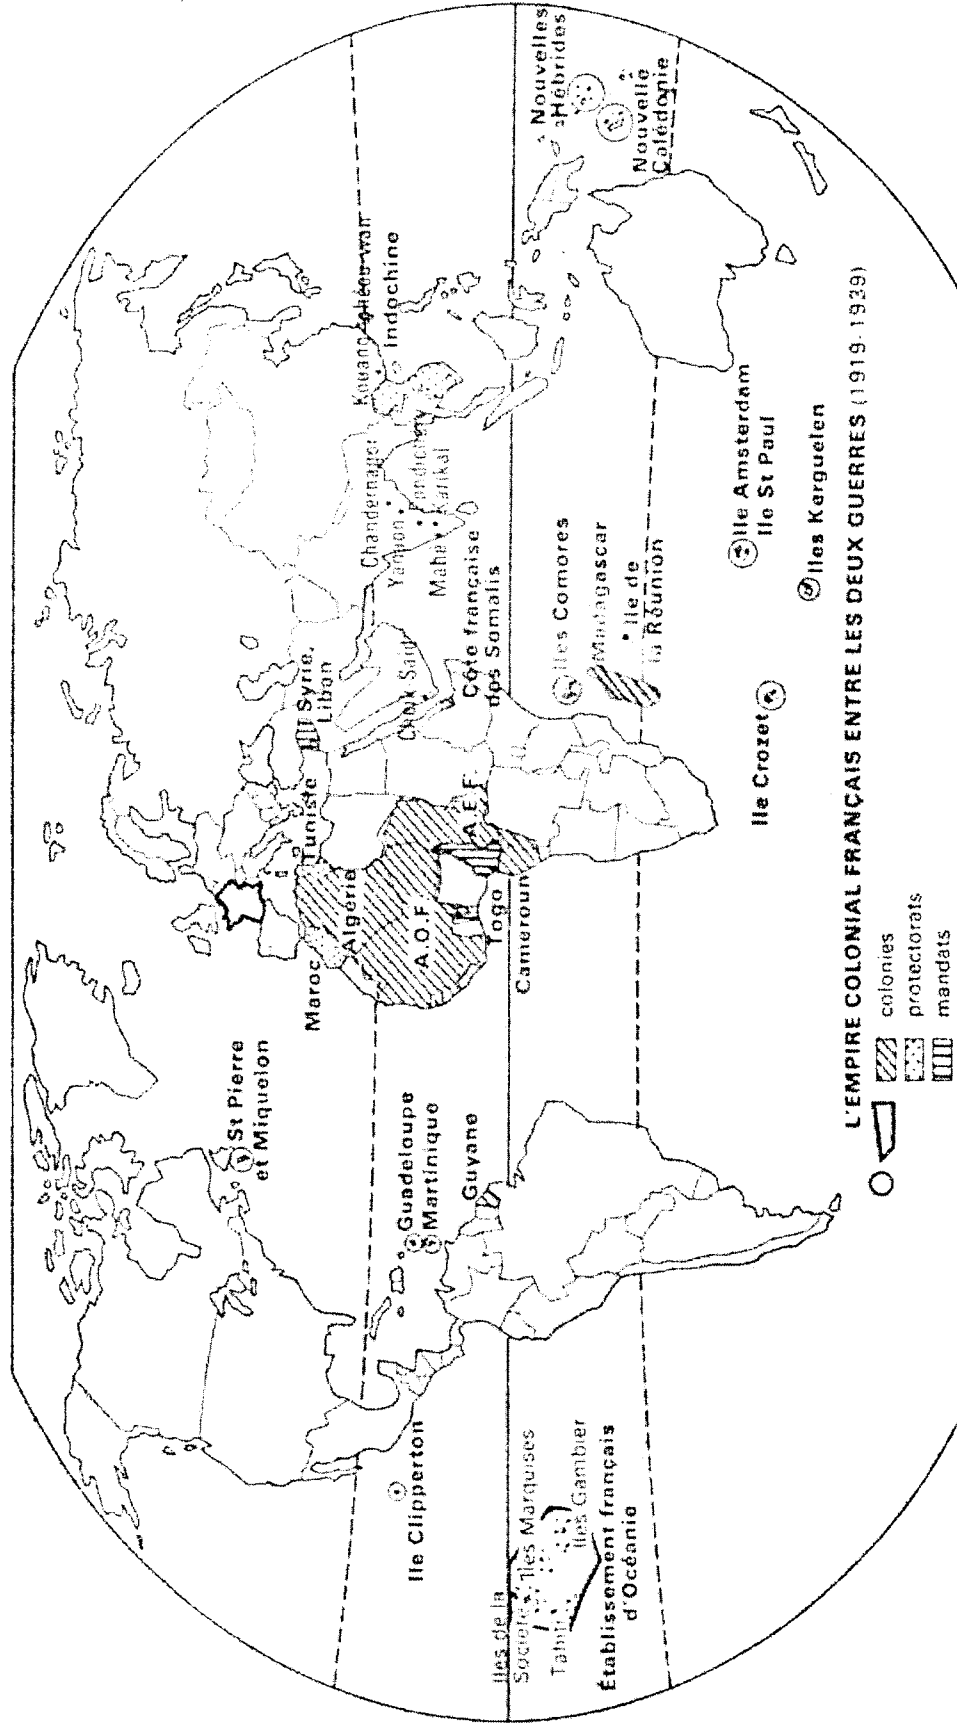 St Pierre
et Miquelon
Guadeloupe
Martinique
Guyane
Ile Clipperton
Iles de la
Société
Iles Marquises
Tahiti
Iles Gambier
Établissement français
d'Océanie
Maroc
Algérie
Tunisie
Syrie,
Liban
A.O.F.
A.E.F.
Togo
Cameroun
Côte française
des Somalis
Iles Comores
Madagascar
Ile de
la Réunion
Ile Crozet
Ile Amsterdam
Ile St Paul
Iles Kerguelen
Chandernagor
Yanaon
Pondichéry
Mahé
Karikal
Kouang-tchéou-wan
Indochine
Nouvelles
Hébrides
Nouvelle
Calédonie
L'EMPIRE COLONIAL FRANÇAIS ENTRE LES DEUX GUERRES (1919-1939)
colonies
protectorats
mandats